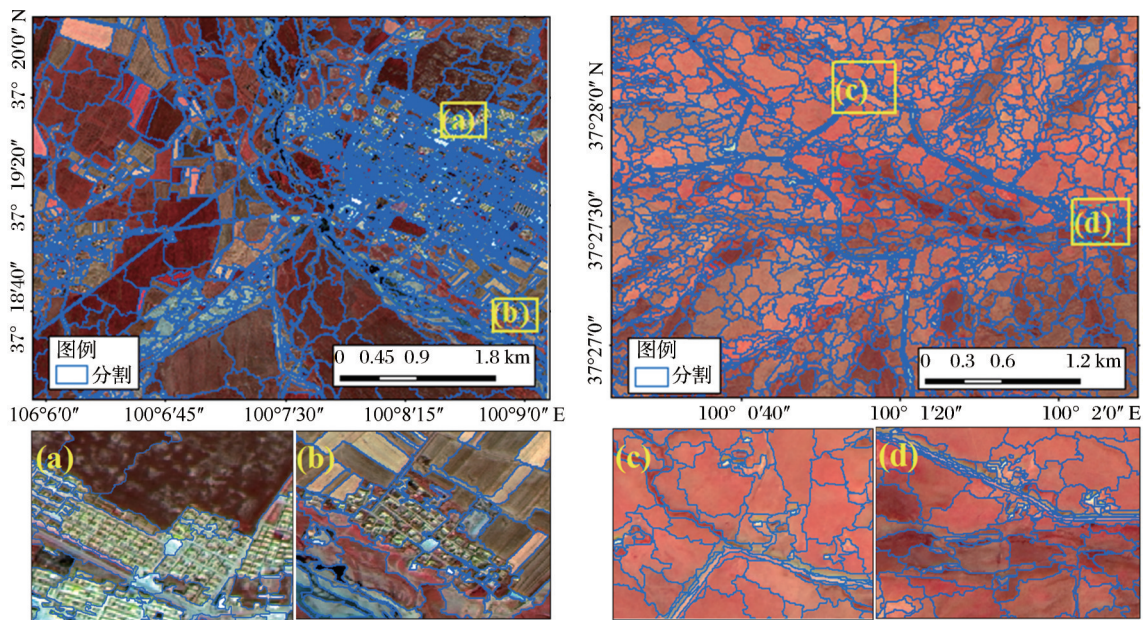 37° 20′0″ N
37° 19′20″
37° 18′40″
(a)
(b)
图例
分割
0 0.45 0.9 1.8 km
106°6′0″ 100°6′45″ 100°7′30″ 100°8′15″ 100°9′0″ E
37°28′0″ N
37°27′30″
37°27′0″
(c)
(d)
图例
分割
0 0.3 0.6 1.2 km
100° 0′40″ 100° 1′20″ 100° 2′0″ E
(a)
(b)
(c)
(d)